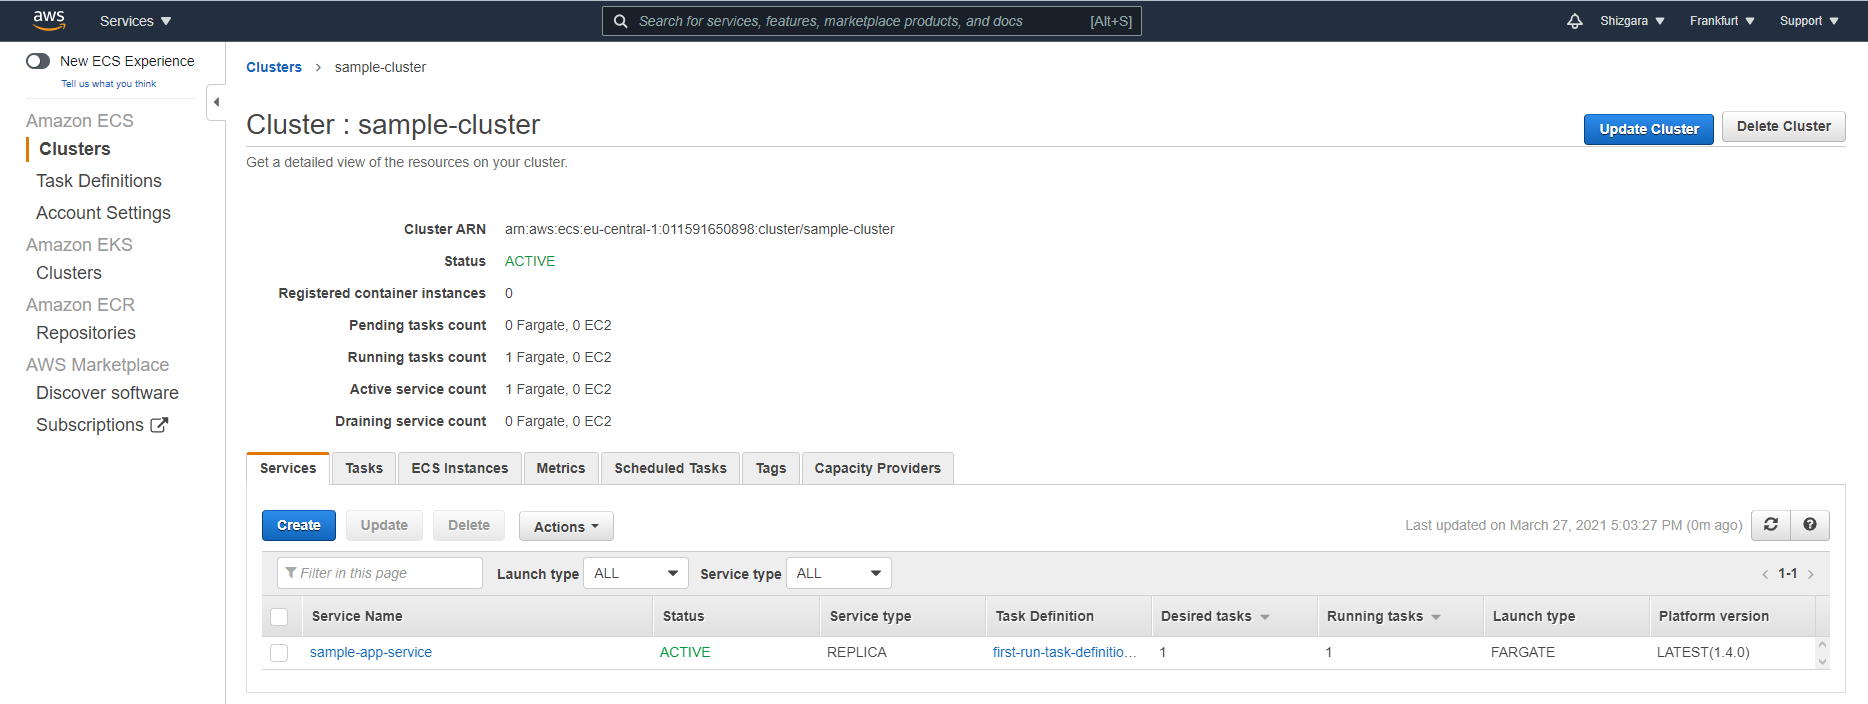 aws Services Search for services, features, marketplace products, and docs [Alt+S] Shizgara Frankfurt Support
New ECS Experience
Tell us what you think
Amazon ECS
Clusters
Task Definitions
Account Settings
Amazon EKS
Clusters
Amazon ECR
Repositories
AWS Marketplace
Discover software
Subscriptions
Clusters > sample-cluster
Cluster : sample-cluster
Update Cluster Delete Cluster
Get a detailed view of the resources on your cluster.
Cluster ARN arn:aws:ecs:eu-central-1:011591650898:cluster/sample-cluster
Status ACTIVE
Registered container instances 0
Pending tasks count 0 Fargate, 0 EC2
Running tasks count 1 Fargate, 0 EC2
Active service count 1 Fargate, 0 EC2
Draining service count 0 Fargate, 0 EC2
Services Tasks ECS Instances Metrics Scheduled Tasks Tags Capacity Providers
Create Update Delete Actions Last updated on March 27, 2021 5:03:27 PM (0m ago)
Filter in this page Launch type ALL Service type ALL < 1-1 >
Service Name Status Service type Task Definition Desired tasks Running tasks Launch type Platform version
sample-app-service ACTIVE REPLICA first-run-task-definitio... 1 1 FARGATE LATEST(1.4.0)